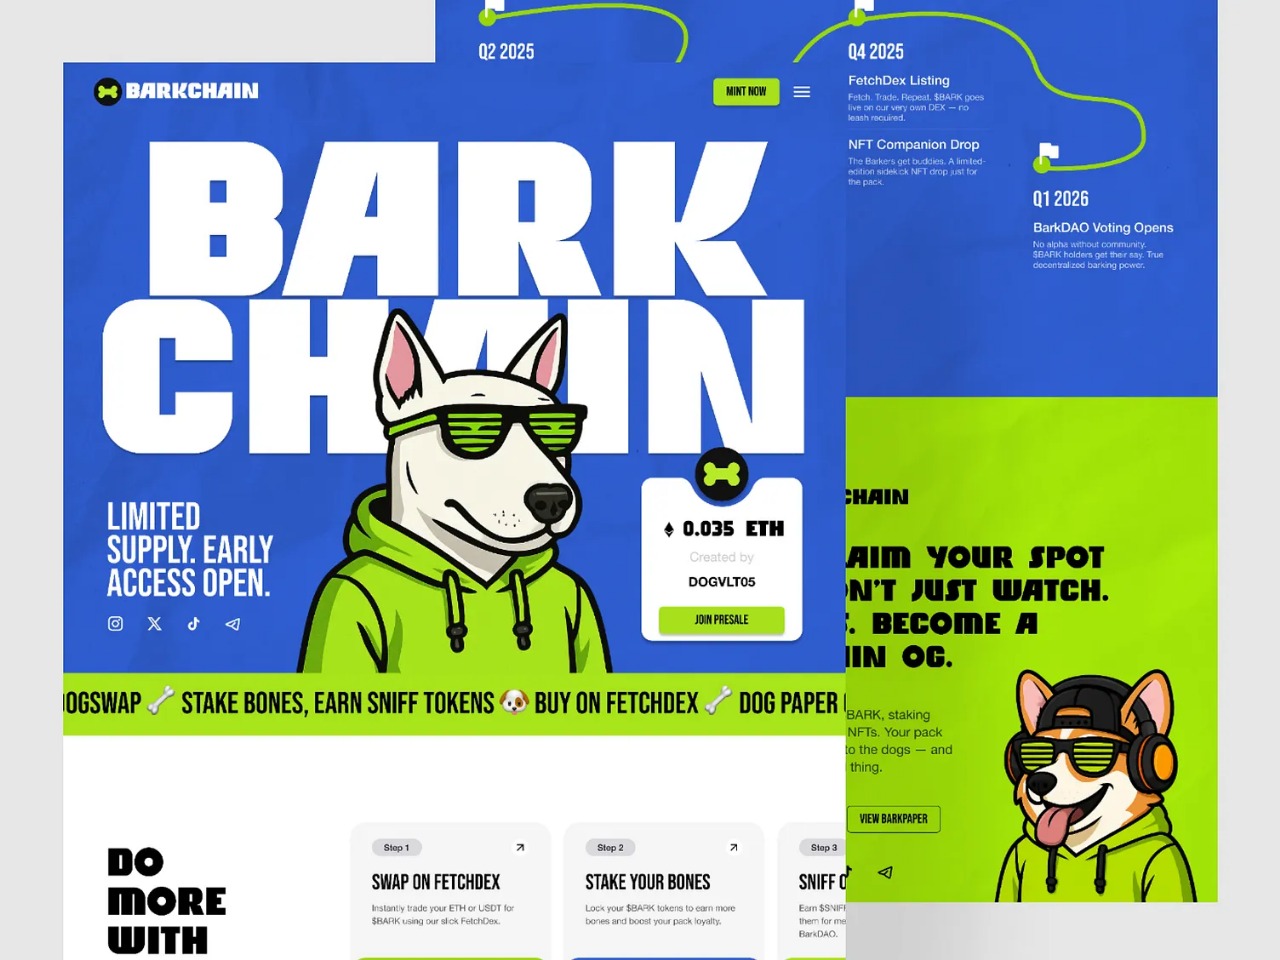 Q2 2025
Q4 2025
FetchDex Listing
Fetch. Trade. Repeat. $BARK goes
live on our very own DEX — no
leash required.
NFT Companion Drop
The Barkers get buddies. A limited-
edition sidekick NFT drop just for
the pack.
Q1 2026
BarkDAO Voting Opens
No alpha without community.
$BARK holders get their say. True
decentralized barking power.
BARKCHAIN
MINT NOW
BARK
CHAIN
LIMITED
SUPPLY. EARLY
ACCESS OPEN.
0.035 ETH
Created by
DOGVLT05
JOIN PRESALE
OGSWAP STAKE BONES, EARN SNIFF TOKENS BUY ON FETCHDEX DOG PAPER
DO
MORE
WITH
Step 1
SWAP ON FETCHDEX
Instantly trade your ETH or USDT for
$BARK using our slick FetchDex.
Step 2
STAKE YOUR BONES
Lock your $BARK tokens to earn more
bones and boost your pack loyalty.
Step 3
SNIFF
Earn $SNIF
them for me
BarkDAO.
CHAIN
AIM YOUR SPOT
N'T JUST WATCH.
. BECOME A
IN OG.
BARK, staking
NFTs. Your pack
to the dogs — and
thing.
VIEW BARKPAPER